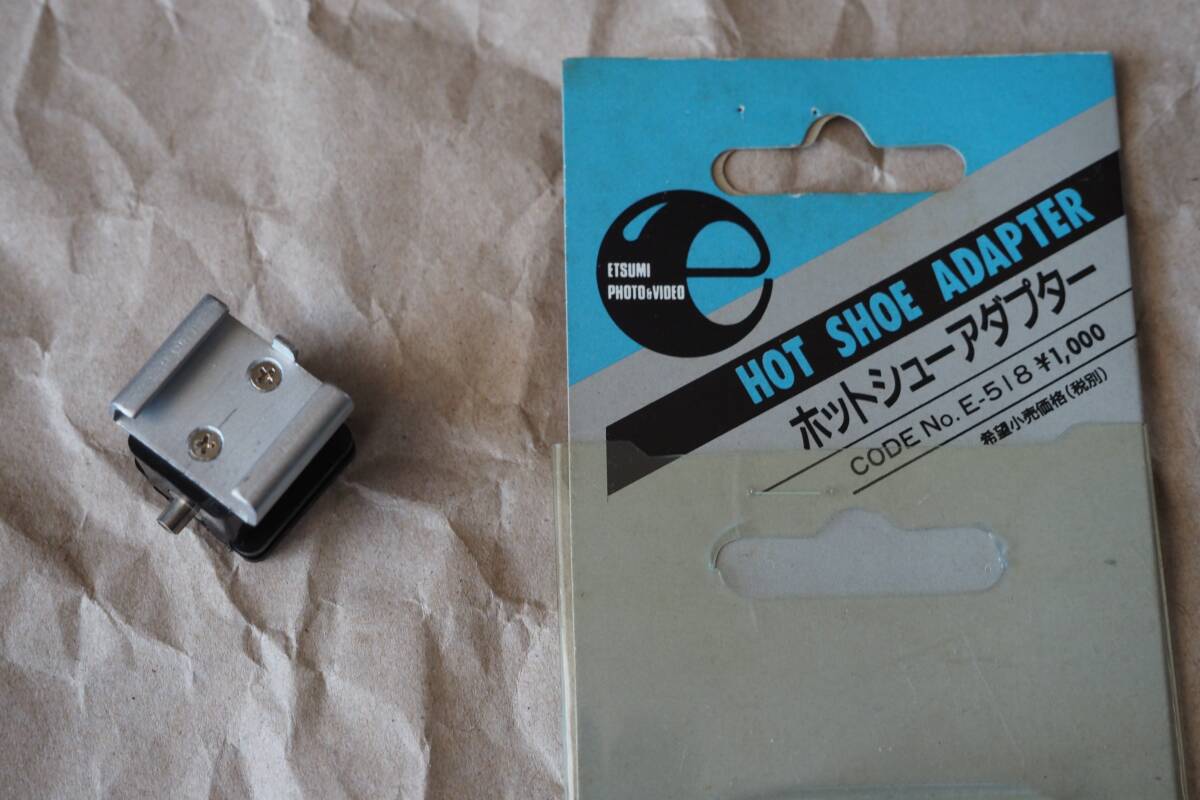 ETSUMI
PHOTO&VIDEO
HOT SHOE ADAPTER
ホットシューアダプター
CODE No. E-518 ¥1,000
希望小売価格(税別)